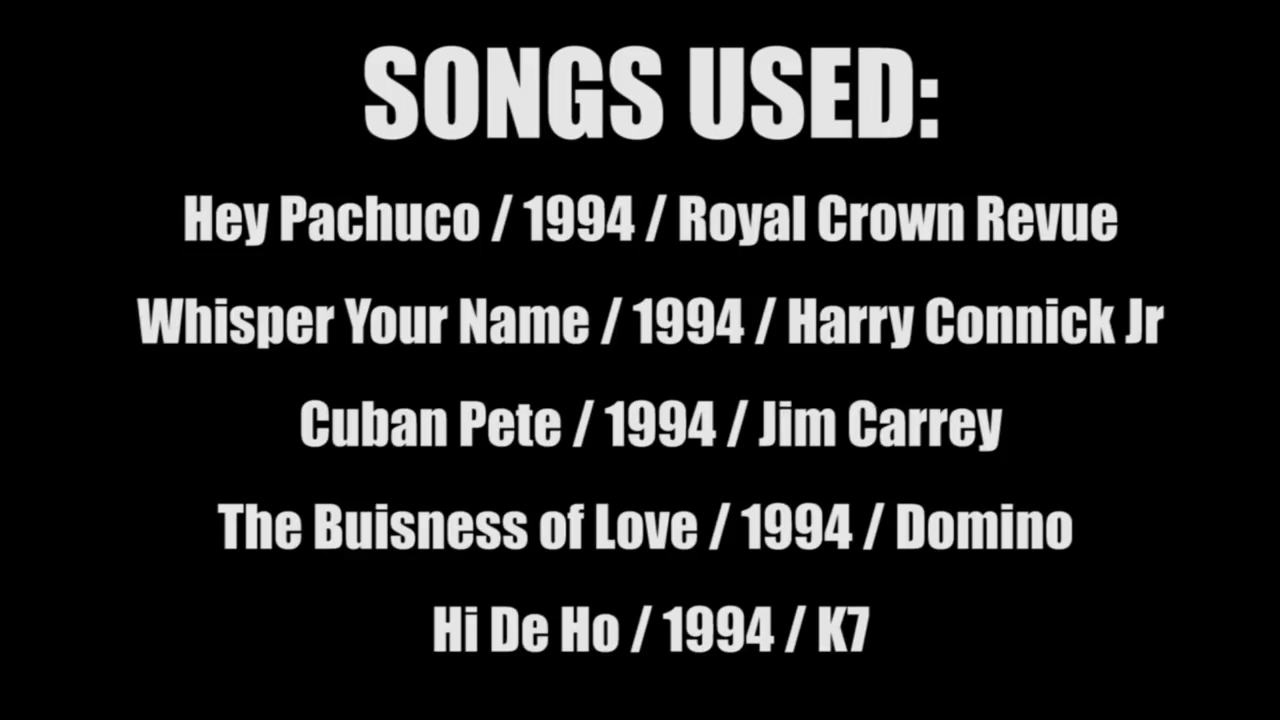 SONGS USED:
Hey Pachuco / 1994 / Royal Crown Revue
Whisper Your Name / 1994 / Harry Connick Jr
Cuban Pete / 1994 / Jim Carrey
The Buisness of Love / 1994 / Domino
Hi De Ho / 1994 / K7